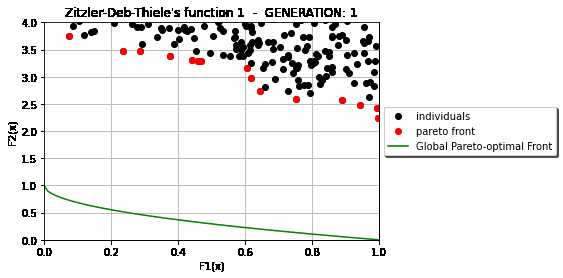 Zitzler-Deb-Thiele's function 1 - GENERATION: 1
4.0
3.5
3.0
2.5
2.0
1.5
1.0
0.5
0.0
F2(x)
0.0 0.2 0.4 0.6 0.8 1.0
F1(x)
individuals
pareto front
Global Pareto-optimal Front